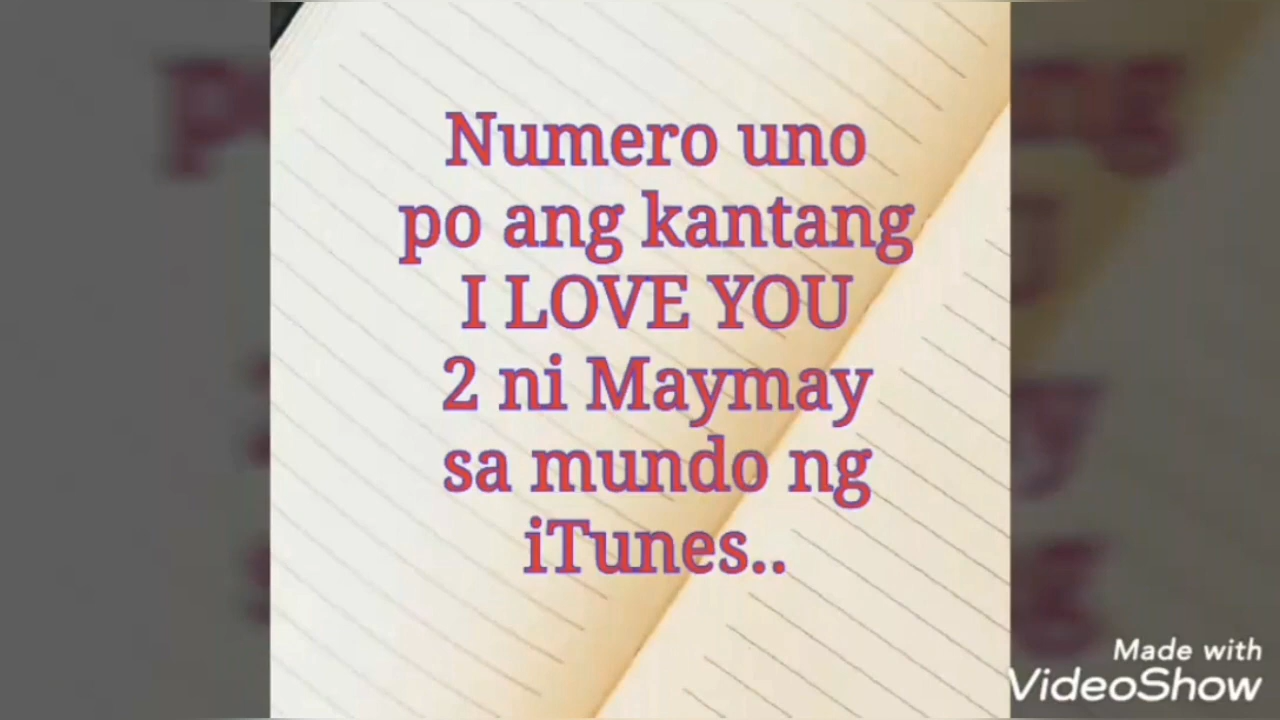 Numero uno
po ang kantang
I LOVE YOU
2 ni Maymay
sa mundo ng
iTunes..
Made with
VideoShow